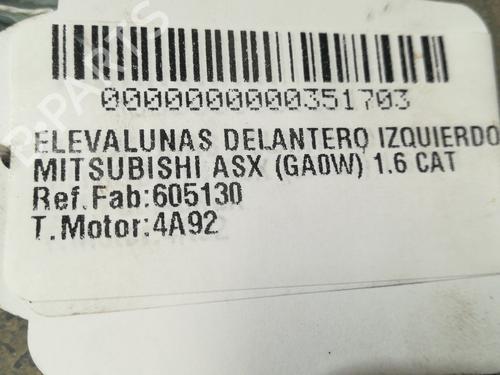 0000000000351703
ELEVALUNAS DELANTERO IZQUIERDO
MITSUBISHI ASX (GA0W) 1.6 CAT
Ref.Fab:605130
T.Motor:4A92